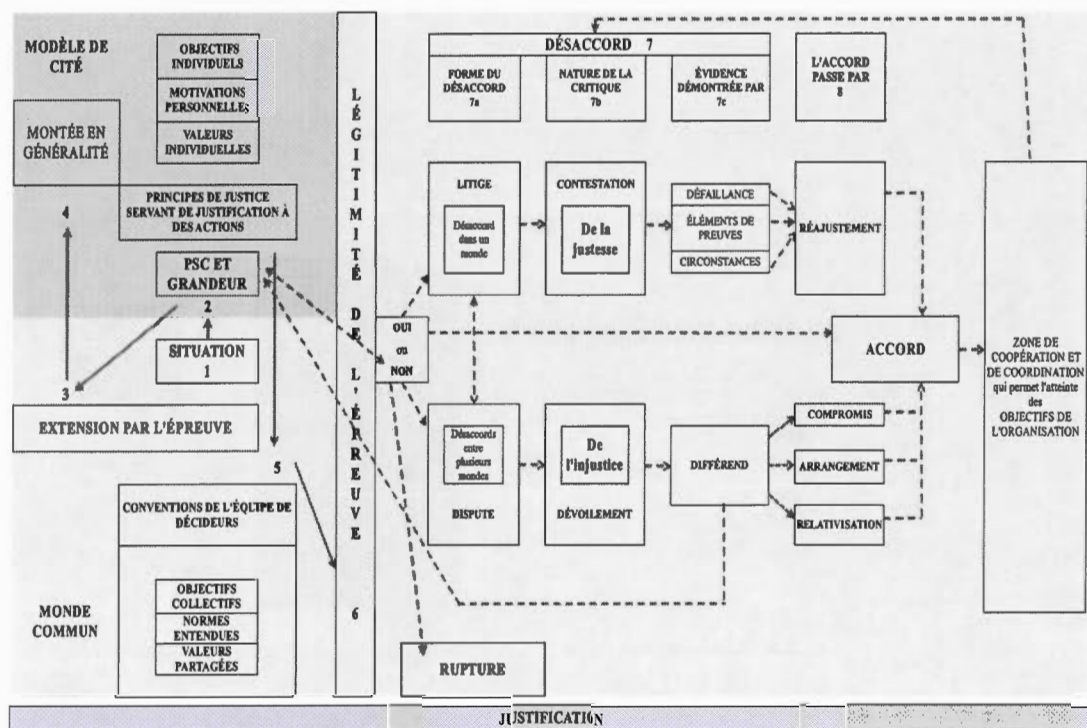 MODÈLE DE
CITÉ
OBJECTIFS
INDIVIDUELS
MOTIVATIONS
PERSONNELLES
VALEURS
INDIVIDUELLES
MONTÉE EN
GÉNÉRALITÉ
4
PRINCIPES DE JUSTICE
SERVANT DE JUSTIFICATION À
DES ACTIONS
PSC ET
GRANDEUR
2
SITUATION
1
3
EXTENSION PAR L'ÉPREUVE
5
CONVENTIONS DE L'ÉQUIPE DE
DÉCIDEURS
MONDE
COMMUN
OBJECTIFS
COLLECTIFS
NORMES
ENTENDUES
VALEURS
PARTAGÉES
LÉGITIMITÉ DE L'ÉPREUVE
6
OUI
OU
NON
DÉSACCORD 7
FORME DU
DÉSACCORD
7a
NATURE DE LA
CRITIQUE
7b
ÉVIDENCE
DÉMONTRÉE PAR
7c
L'ACCORD
PASSE PAR
8
LITIGE
Désaccord
dans un
monde
CONTESTATION
De la
justesse
DÉFAILLANCE
ÉLÉMENTS DE
PREUVES
CIRCONSTANCES
RÉAJUSTEMENT
ACCORD
Désaccords
entre
plusieurs
mondes
DISPUTE
De
l'injustice
DÉVOILEMENT
DIFFÉREND
COMPROMIS
ARRANGEMENT
RELATIVISATION
RUPTURE
ZONE DE
COOPÉRATION ET
DE COORDINATION
qui permet l'atteinte
des
OBJECTIFS DE
L'ORGANISATION
JUSTIFICATION